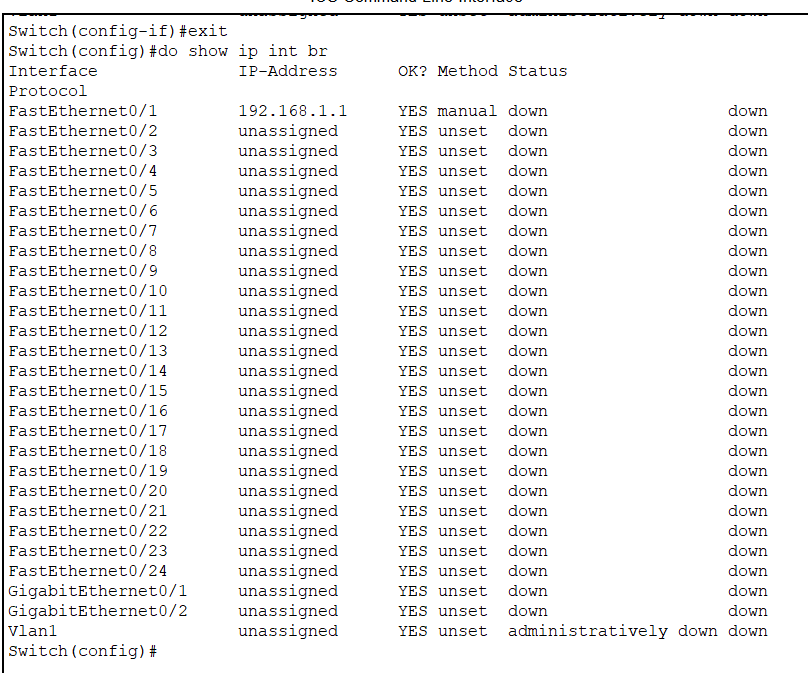 Switch(config-if)#exit
Switch(config)#do show ip int br
Interface IP-Address OK? Method Status
Protocol
FastEthernet0/1 192.168.1.1 YES manual down down
FastEthernet0/2 unassigned YES unset down down
FastEthernet0/3 unassigned YES unset down down
FastEthernet0/4 unassigned YES unset down down
FastEthernet0/5 unassigned YES unset down down
FastEthernet0/6 unassigned YES unset down down
FastEthernet0/7 unassigned YES unset down down
FastEthernet0/8 unassigned YES unset down down
FastEthernet0/9 unassigned YES unset down down
FastEthernet0/10 unassigned YES unset down down
FastEthernet0/11 unassigned YES unset down down
FastEthernet0/12 unassigned YES unset down down
FastEthernet0/13 unassigned YES unset down down
FastEthernet0/14 unassigned YES unset down down
FastEthernet0/15 unassigned YES unset down down
FastEthernet0/16 unassigned YES unset down down
FastEthernet0/17 unassigned YES unset down down
FastEthernet0/18 unassigned YES unset down down
FastEthernet0/19 unassigned YES unset down down
FastEthernet0/20 unassigned YES unset down down
FastEthernet0/21 unassigned YES unset down down
FastEthernet0/22 unassigned YES unset down down
FastEthernet0/23 unassigned YES unset down down
FastEthernet0/24 unassigned YES unset down down
GigabitEthernet0/1 unassigned YES unset down down
GigabitEthernet0/2 unassigned YES unset down down
Vlan1 unassigned YES unset administratively down down
Switch(config)#